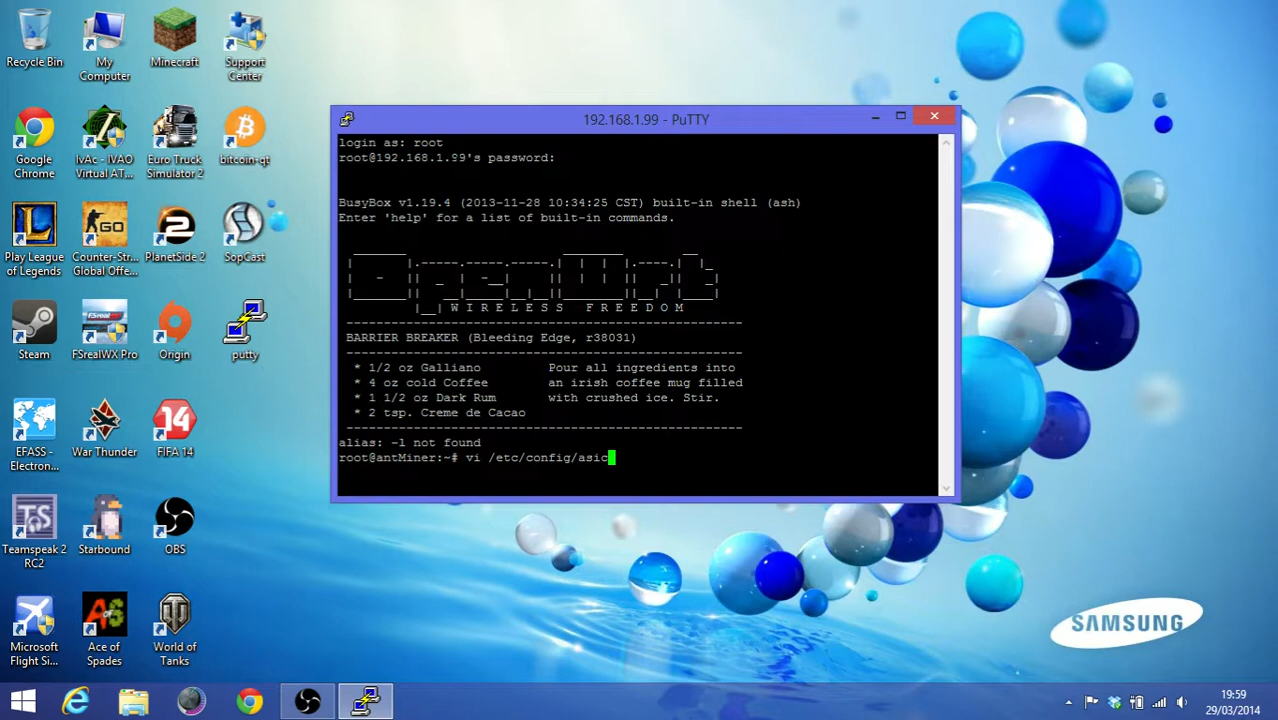 Recycle Bin
My Computer
Minecraft
Support Center
Google Chrome
IvAc - IVAO Virtual AT...
Euro Truck Simulator 2
bitcoin-qt
Play League of Legends
Counter-Str... Global Offe...
PlanetSide 2
SopCast
Steam
FSrealWX Pro
Origin
putty
EFASS - Electron...
War Thunder
FIFA 14
Teamspeak 2 RC2
Starbound
OBS
Microsoft Flight Si...
Ace of Spades
World of Tanks
192.168.1.99 - PuTTY
login as: root
root@192.168.1.99's password:
BusyBox v1.19.4 (2013-11-28 10:34:25 CST) built-in shell (ash)
Enter 'help' for a list of built-in commands.
OpenWrt
W I R E L E S S   F R E E D O M
BARRIER BREAKER (Bleeding Edge, r38031)
* 1/2 oz Galliano         Pour all ingredients into
* 4 oz cold Coffee        an irish coffee mug filled
* 1 1/2 oz Dark Rum       with crushed ice. Stir.
* 2 tsp. Creme de Cacao
alias: -l not found
root@antMiner:~# vi /etc/config/asic
SAMSUNG
19:59
29/03/2014